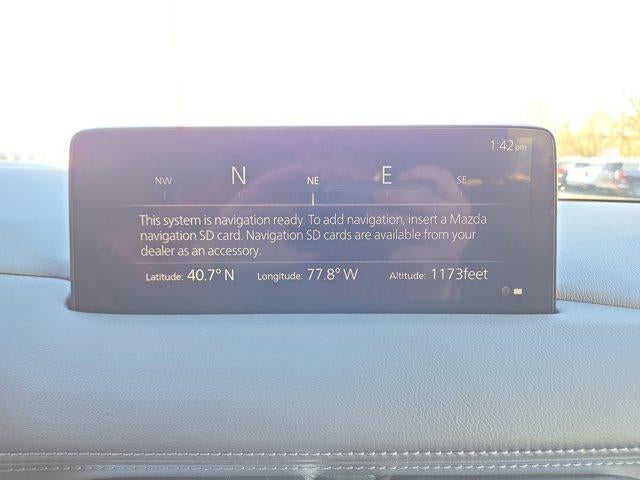 1:42 pm
NW N NE E SE
This system is navigation ready. To add navigation, insert a Mazda
navigation SD card. Navigation SD cards are available from your
dealer as an accessory.
Latitude: 40.7° N Longitude: 77.8° W Altitude: 1173feet